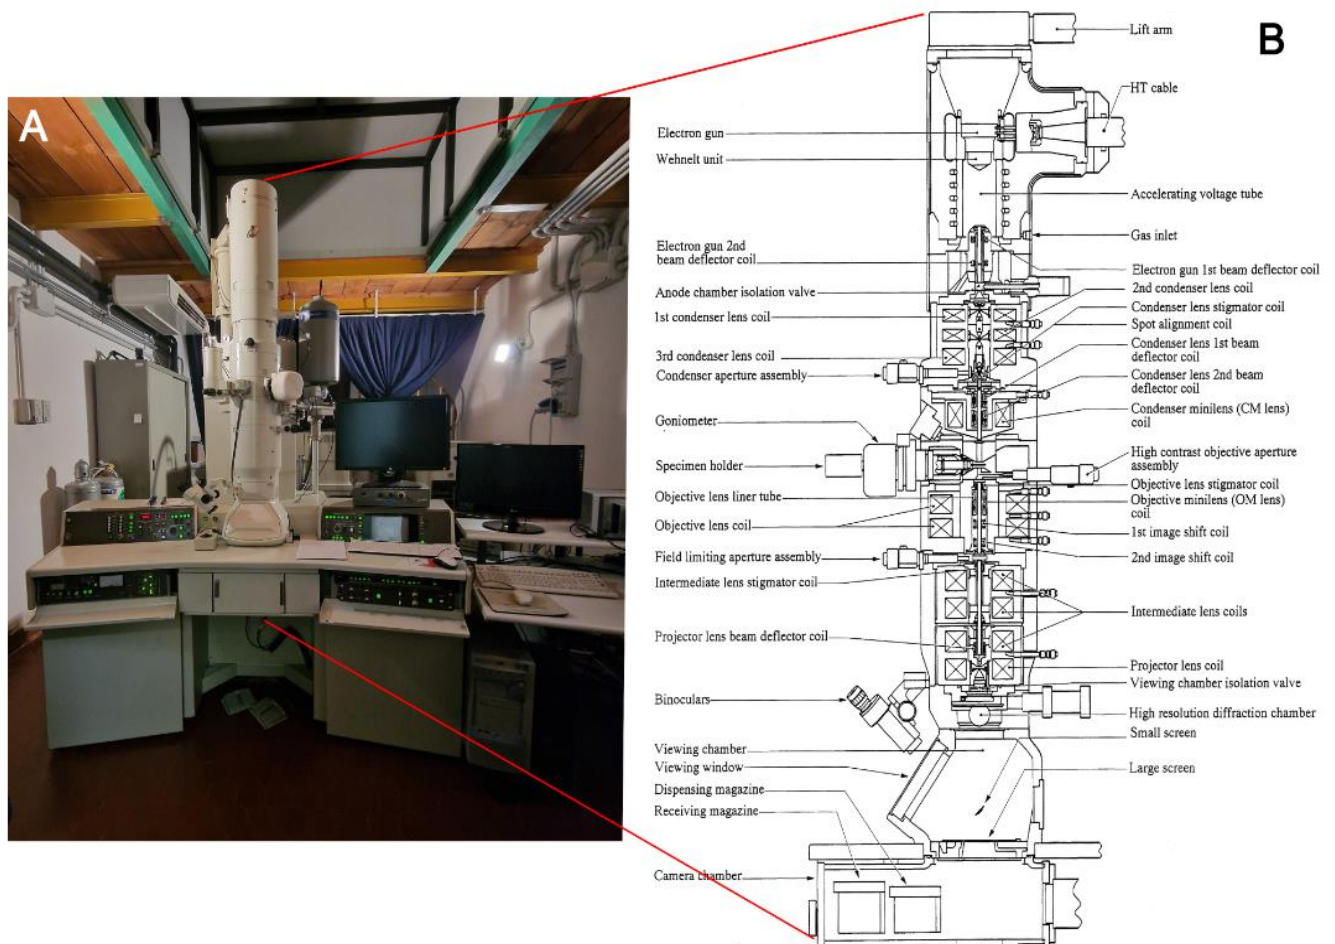 A
B
Lift arm
HT cable
Electron gun
Wehnelt unit
Accelerating voltage tube
Gas inlet
Electron gun 2nd
beam deflector coil
Electron gun 1st beam deflector coil
Anode chamber isolation valve
2nd condenser lens coil
1st condenser lens coil
Condenser lens stigmator coil
Spot alignment coil
3rd condenser lens coil
Condenser lens 1st beam
deflector coil
Condenser aperture assembly
Condenser lens 2nd beam
deflector coil
Goniometer
Condenser minilens (CM lens)
coil
Specimen holder
High contrast objective aperture
assembly
Objective lens stigmator coil
Objective lens liner tube
Objective minilens (OM lens)
coil
Objective lens coil
1st image shift coil
Field limiting aperture assembly
2nd image shift coil
Intermediate lens stigmator coil
Intermediate lens coils
Projector lens beam deflector coil
Projector lens coil
Viewing chamber isolation valve
Binoculars
High resolution diffraction chamber
Small screen
Viewing chamber
Viewing window
Large screen
Dispensing magazine
Receiving magazine
Camera chamber